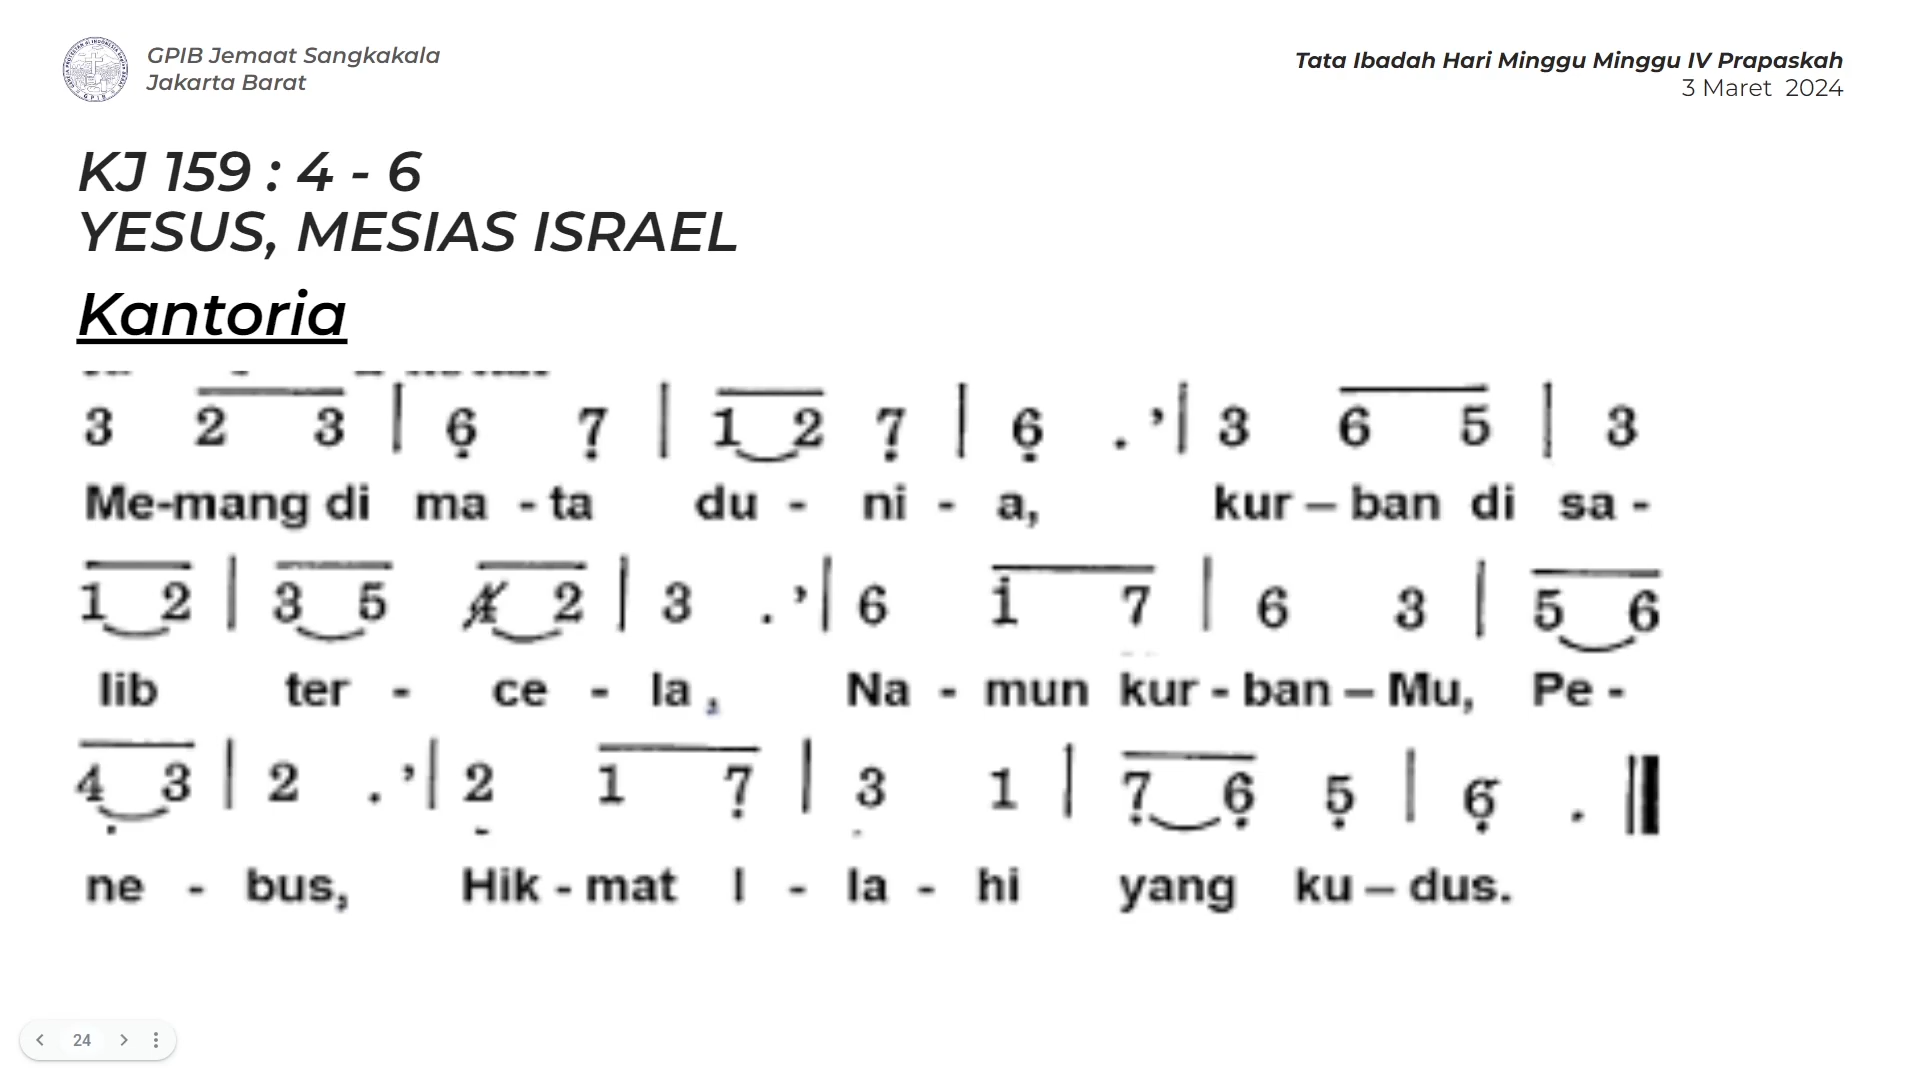 GPIB Jemaat Sangkakala
Jakarta Barat
Tata Ibadah Hari Minggu Minggu IV Prapaskah
3 Maret 2024
KJ 159 : 4 - 6
YESUS, MESIAS ISRAEL
Kantoria
3 2 3 | 6̣ 7̣ | 1 2 7̣ | 6̣ . ’ | 3 6 5 | 3
Me-mang di ma - ta du - ni - a, kur – ban di sa -
1 2 | 3 5 4̸ 2 | 3 . ’ | 6 i 7 | 6 3 | 5 6
lib ter - ce - la , Na - mun kur - ban – Mu, Pe -
4 3 | 2 . ’ | 2 1 7̣ | 3 1 | 7̣ 6̣ 5̣ | 6̣ . ||
ne - bus, Hik - mat I - la - hi yang ku – dus.
24